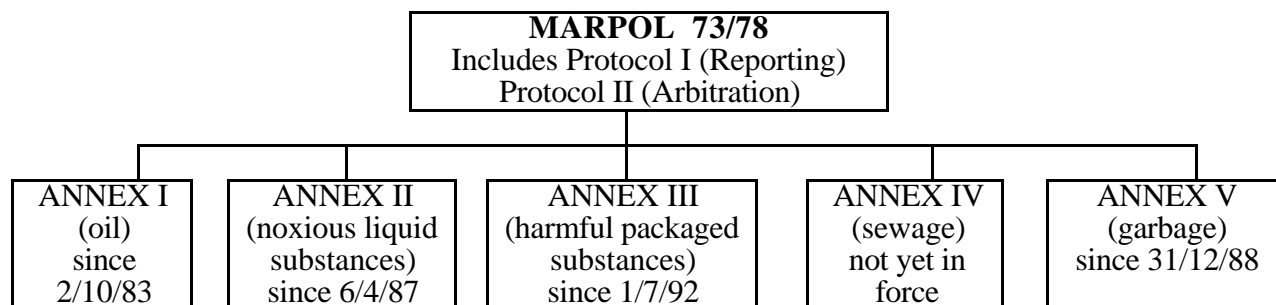 MARPOL 73/78
Includes Protocol I (Reporting)
Protocol II (Arbitration)
ANNEX I
(oil)
since
2/10/83
ANNEX II
(noxious liquid
substances)
since 6/4/87
ANNEX III
(harmful packaged
substances)
since 1/7/92
ANNEX IV
(sewage)
not yet in
force
ANNEX V
(garbage)
since 31/12/88